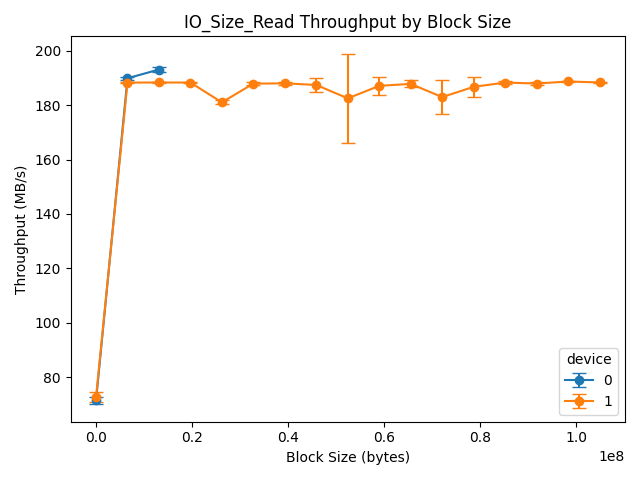 IO_Size_Read Throughput by Block Size
Throughput (MB/s)
200
180
160
140
120
100
80
0.0 0.2 0.4 0.6 0.8 1.0
1e8
Block Size (bytes)
device
0
1